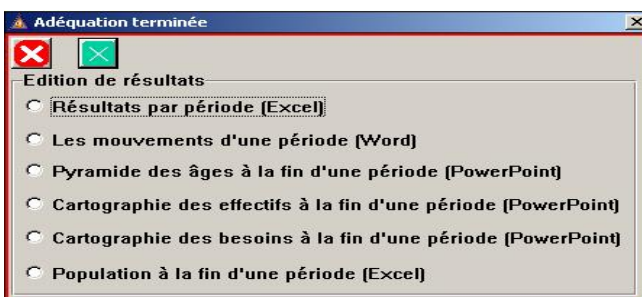 Adéquation terminée
Edition de résultats
Résultats par période (Excel)
Les mouvements d'une période (Word)
Pyramide des âges à la fin d'une période (PowerPoint)
Cartographie des effectifs à la fin d'une période (PowerPoint)
Cartographie des besoins à la fin d'une période (PowerPoint)
Population à la fin d'une période (Excel)